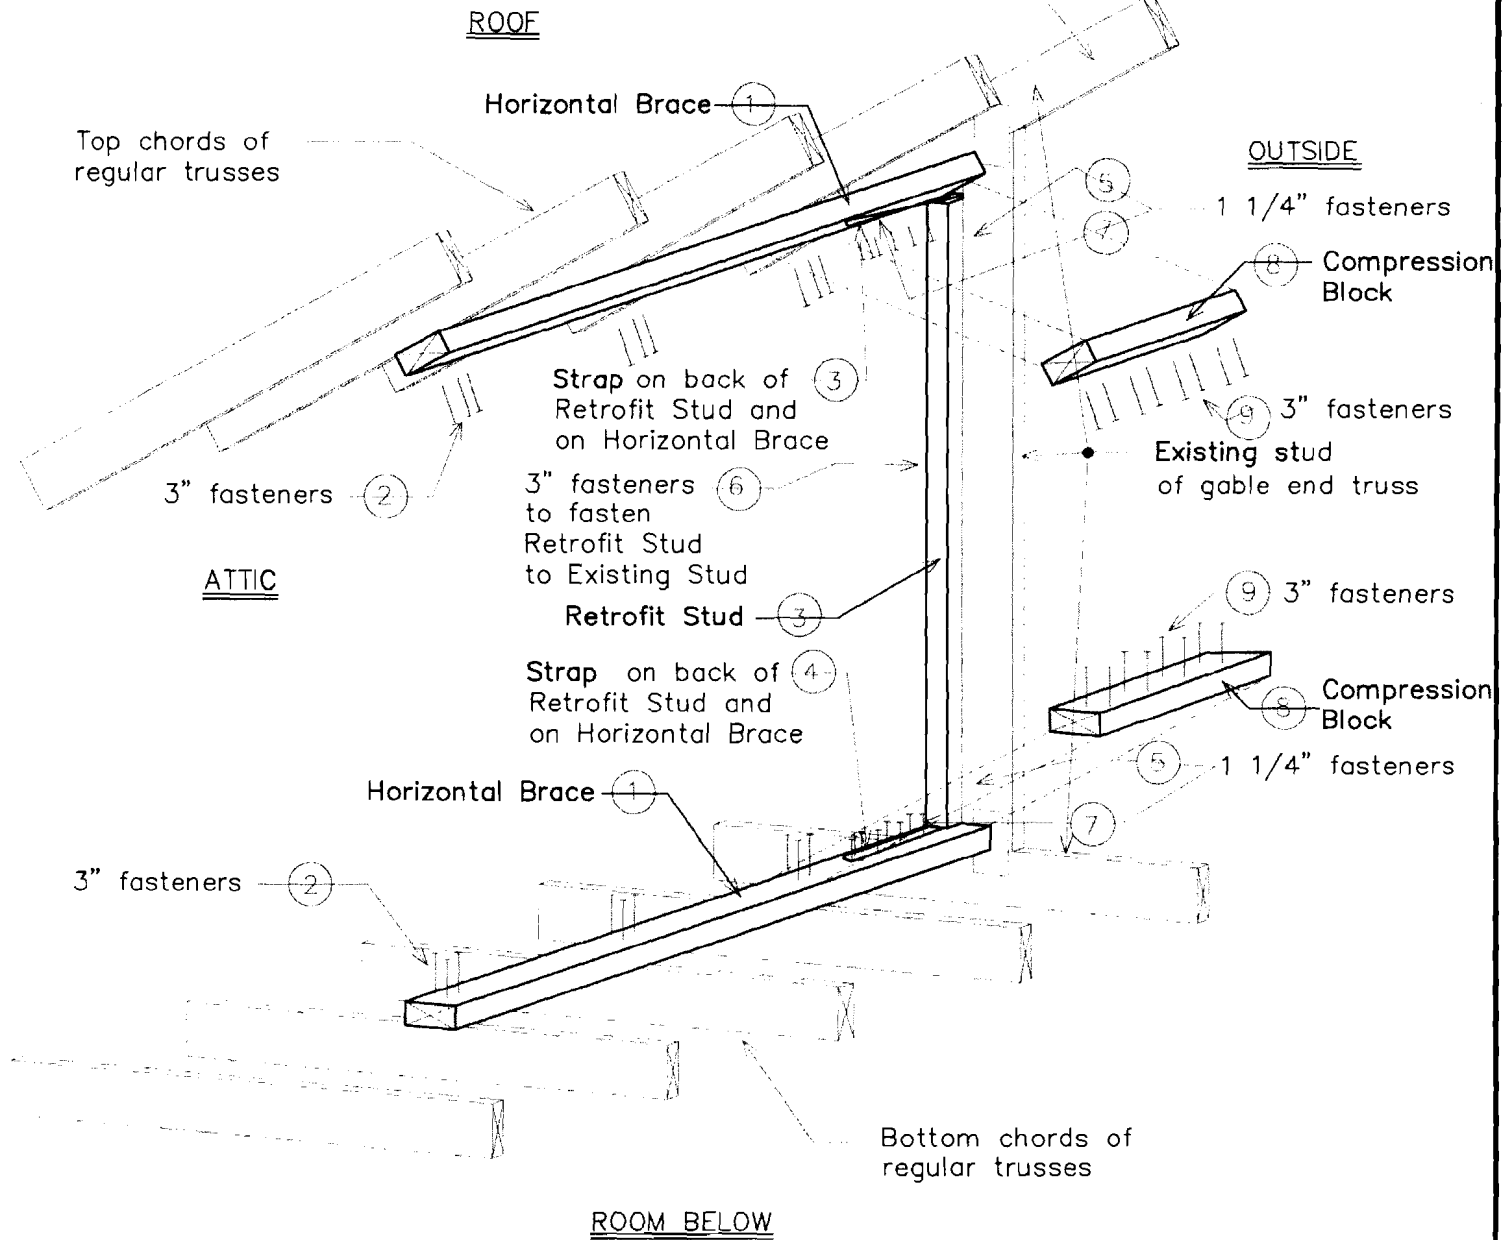 ROOF
Horizontal Brace 1
Top chords of
regular trusses
OUTSIDE
5
1 1/4" fasteners
4
8 Compression
Block
Strap on back of 3
Retrofit Stud and
on Horizontal Brace
9 3" fasteners
Existing stud
of gable end truss
3" fasteners 2
3" fasteners 6
to fasten
Retrofit Stud
to Existing Stud
ATTIC
9 3" fasteners
Retrofit Stud 3
Strap on back of 4
Retrofit Stud and
on Horizontal Brace
8 Compression
Block
5 1 1/4" fasteners
Horizontal Brace 1
7
3" fasteners 2
Bottom chords of
regular trusses
ROOM BELOW